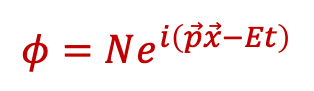 𝜙 = 𝑁𝑒^{𝑖(𝑝⃗𝑥⃗−𝐸𝑡)}